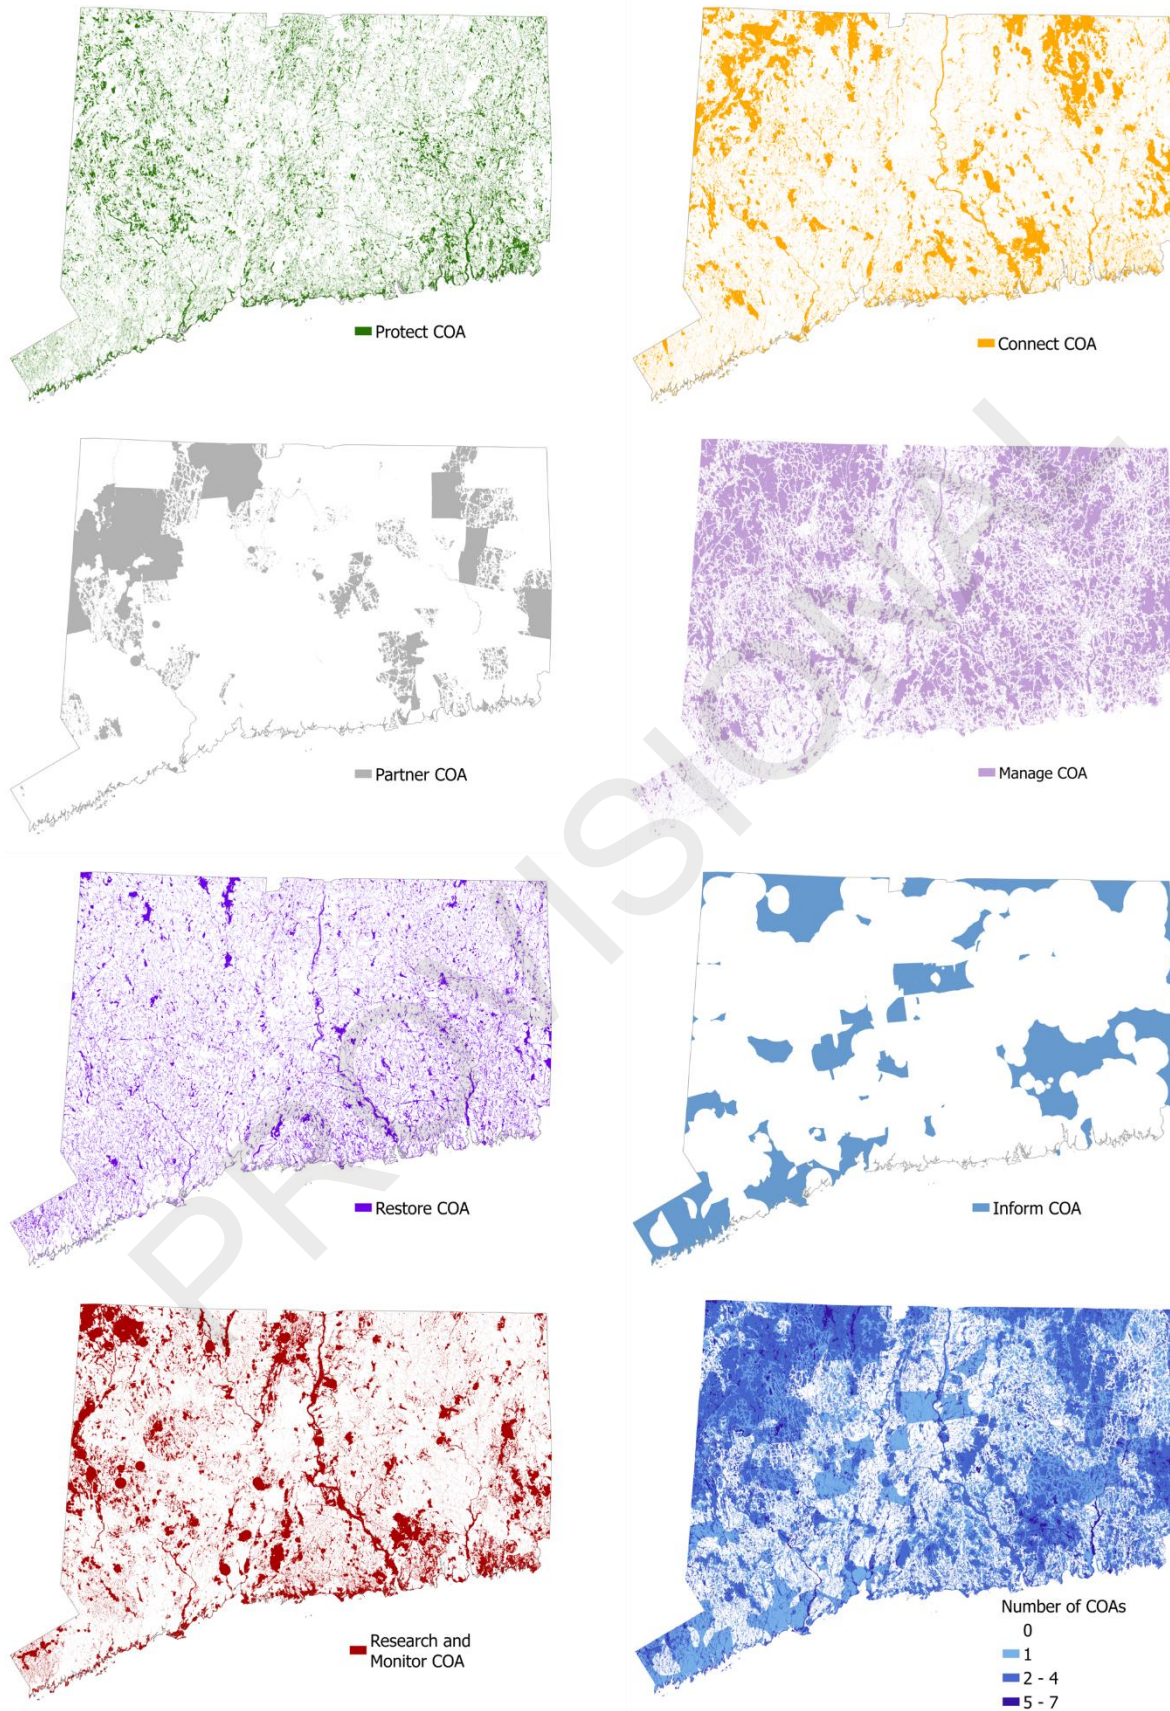 Protect COA
Connect COA
Partner COA
Manage COA
Restore COA
Inform COA
Research and
Monitor COA
Number of COAs
0
1
2 - 4
5 - 7
PROVISIONAL